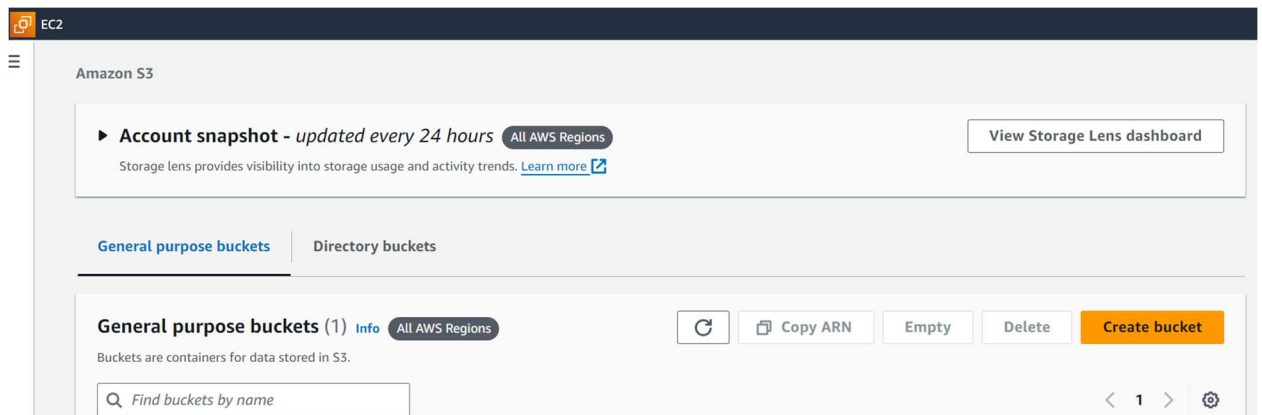 EC2
Amazon S3
Account snapshot - updated every 24 hours All AWS Regions
View Storage Lens dashboard
Storage lens provides visibility into storage usage and activity trends. Learn more
General purpose buckets
Directory buckets
General purpose buckets (1) Info All AWS Regions
Copy ARN
Empty
Delete
Create bucket
Buckets are containers for data stored in S3.
Find buckets by name
1